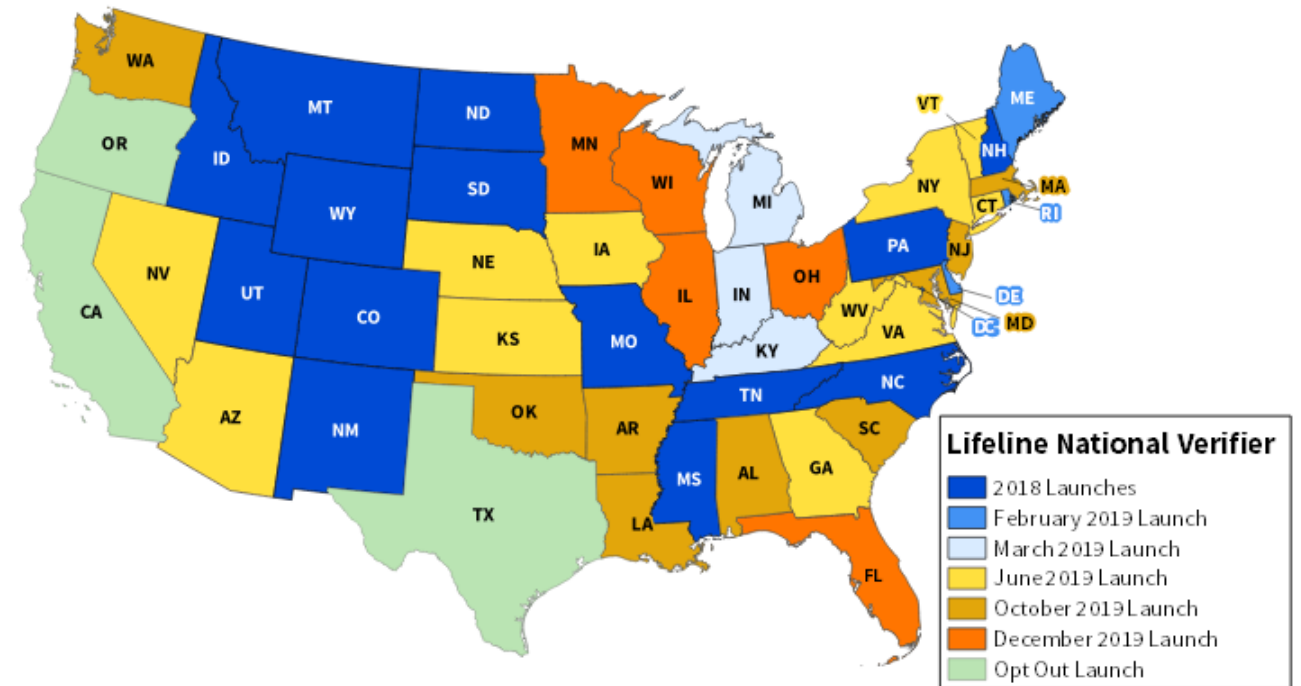 WA
MT
ND
MN
ME
VT
OR
ID
SD
WI
NH
WY
MI
NY
MA
CT
RI
NV
UT
NE
IA
PA
NJ
CA
CO
KS
MO
IL
IN
OH
WV
VA
DE
MD
DC
KY
AZ
NM
OK
AR
TN
NC
SC
TX
LA
MS
AL
GA
FL
Lifeline National Verifier
2018 Launches
February 2019 Launch
March 2019 Launch
June 2019 Launch
October 2019 Launch
December 2019 Launch
Opt Out Launch